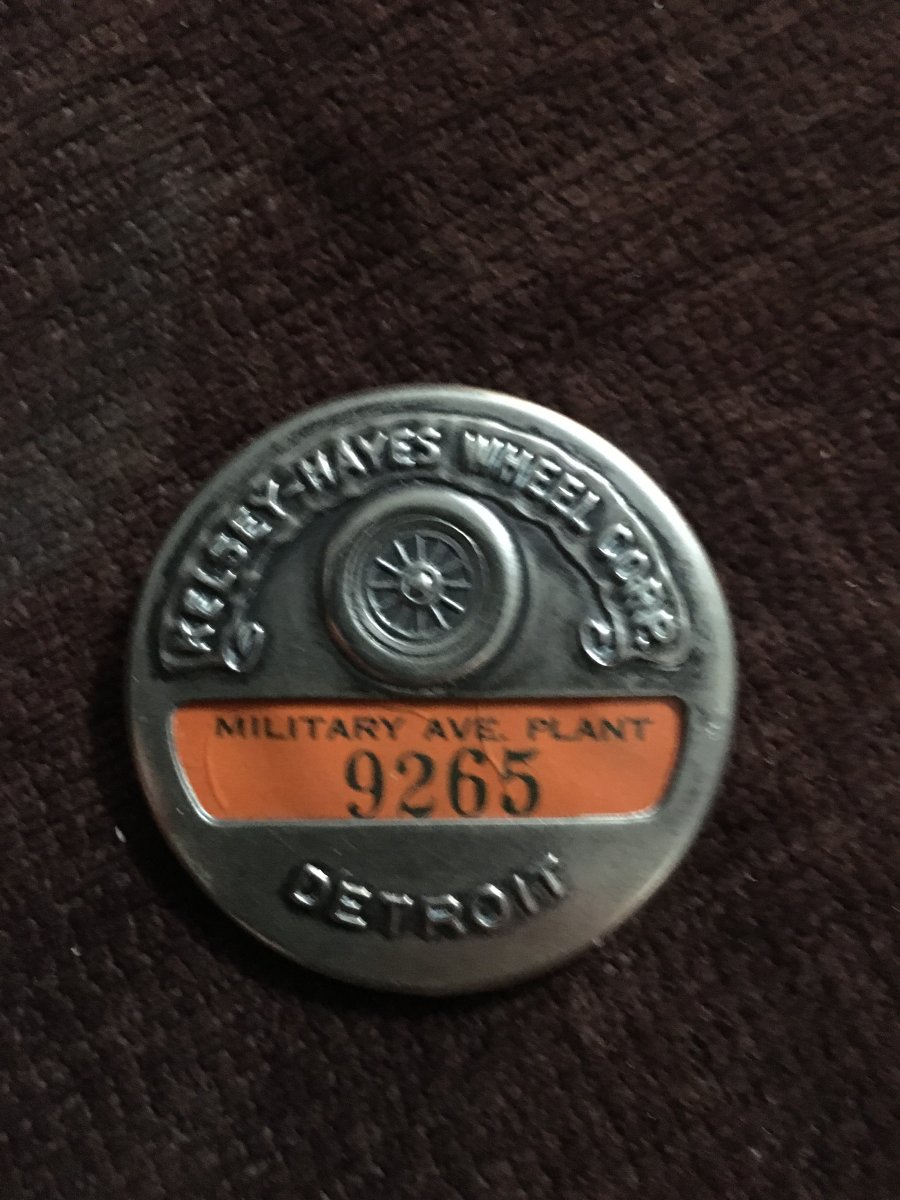 KELSEY-HAYES WHEEL CORP.
MILITARY AVE. PLANT
9265
DETROIT